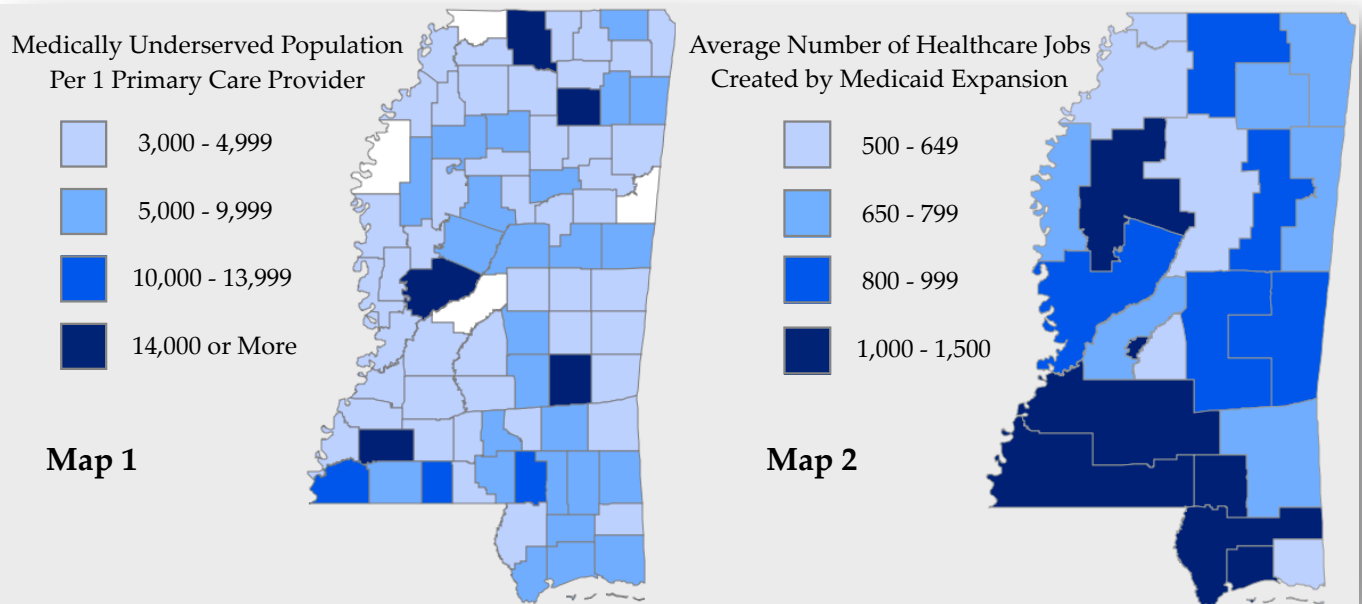 Medically Underserved Population
Per 1 Primary Care Provider
3,000 - 4,999
5,000 - 9,999
10,000 - 13,999
14,000 or More
Map 1
Average Number of Healthcare Jobs
Created by Medicaid Expansion
500 - 649
650 - 799
800 - 999
1,000 - 1,500
Map 2